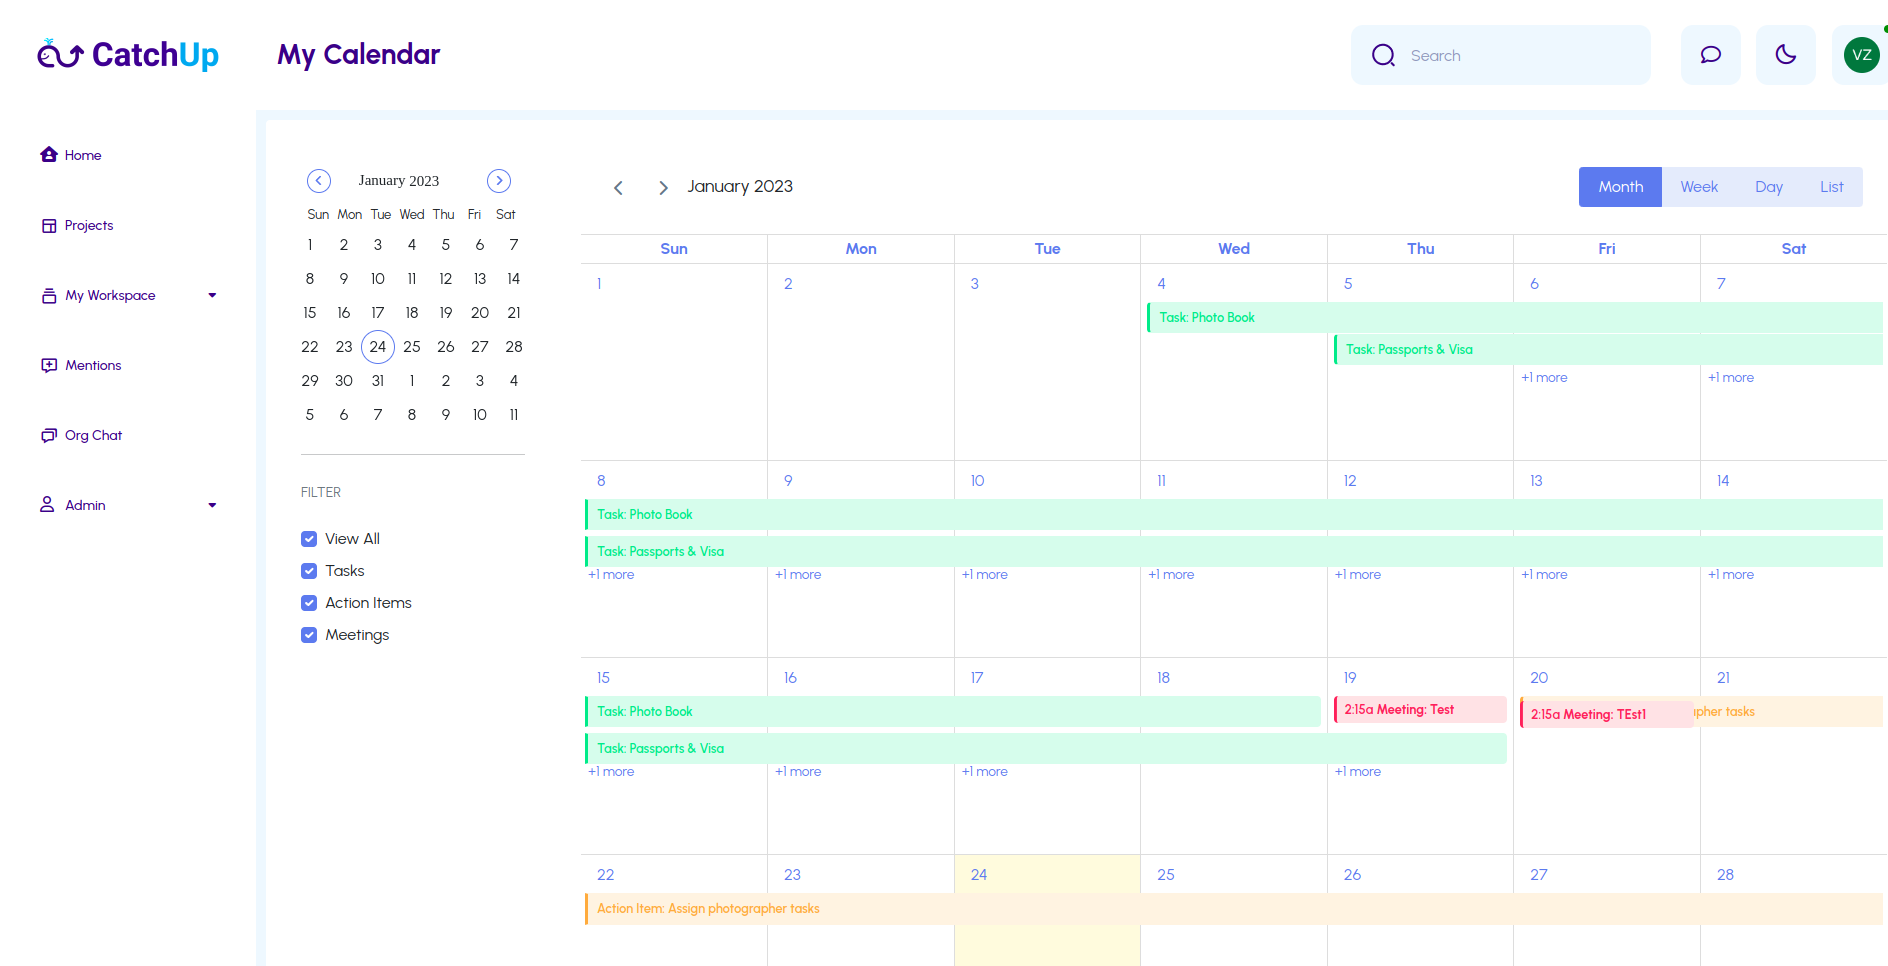 CatchUp
My Calendar
Search
VZ
Home
Projects
My Workspace
Mentions
Org Chat
Admin
January 2023
Sun Mon Tue Wed Thu Fri Sat
1 2 3 4 5 6 7
8 9 10 11 12 13 14
15 16 17 18 19 20 21
22 23 24 25 26 27 28
29 30 31 1 2 3 4
5 6 7 8 9 10 11
FILTER
View All
Tasks
Action Items
Meetings
January 2023
Month Week Day List
Sun Mon Tue Wed Thu Fri Sat
1 2 3 4 5 6 7
Task: Photo Book
Task: Passports & Visa
+1 more +1 more
8 9 10 11 12 13 14
Task: Photo Book
Task: Passports & Visa
+1 more +1 more +1 more +1 more +1 more +1 more +1 more
15 16 17 18 19 20 21
Task: Photo Book 2:15a Meeting: Test 2:15a Meeting: TEst1 apher tasks
Task: Passports & Visa
+1 more +1 more +1 more +1 more
22 23 24 25 26 27 28
Action Item: Assign photographer tasks